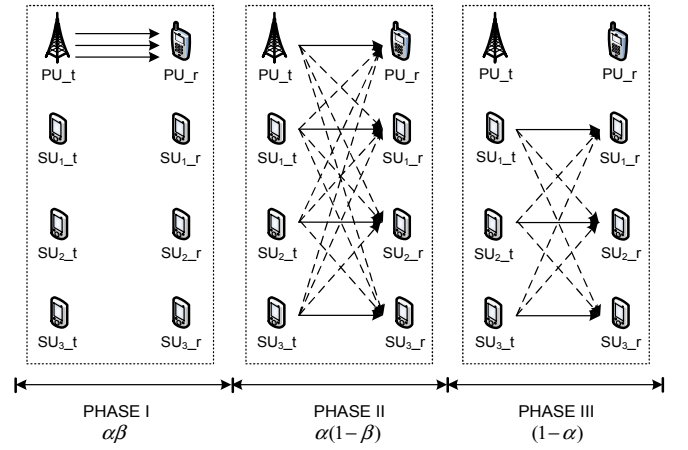 PU_t PU_r PU_t PU_r PU_t PU_r
SU₁_t SU₁_r SU₁_t SU₁_r SU₁_t SU₁_r
SU₂_t SU₂_r SU₂_t SU₂_r SU₂_t SU₂_r
SU₃_t SU₃_r SU₃_t SU₃_r SU₃_t SU₃_r
PHASE I PHASE II PHASE III
αβ α(1−β) (1−α)